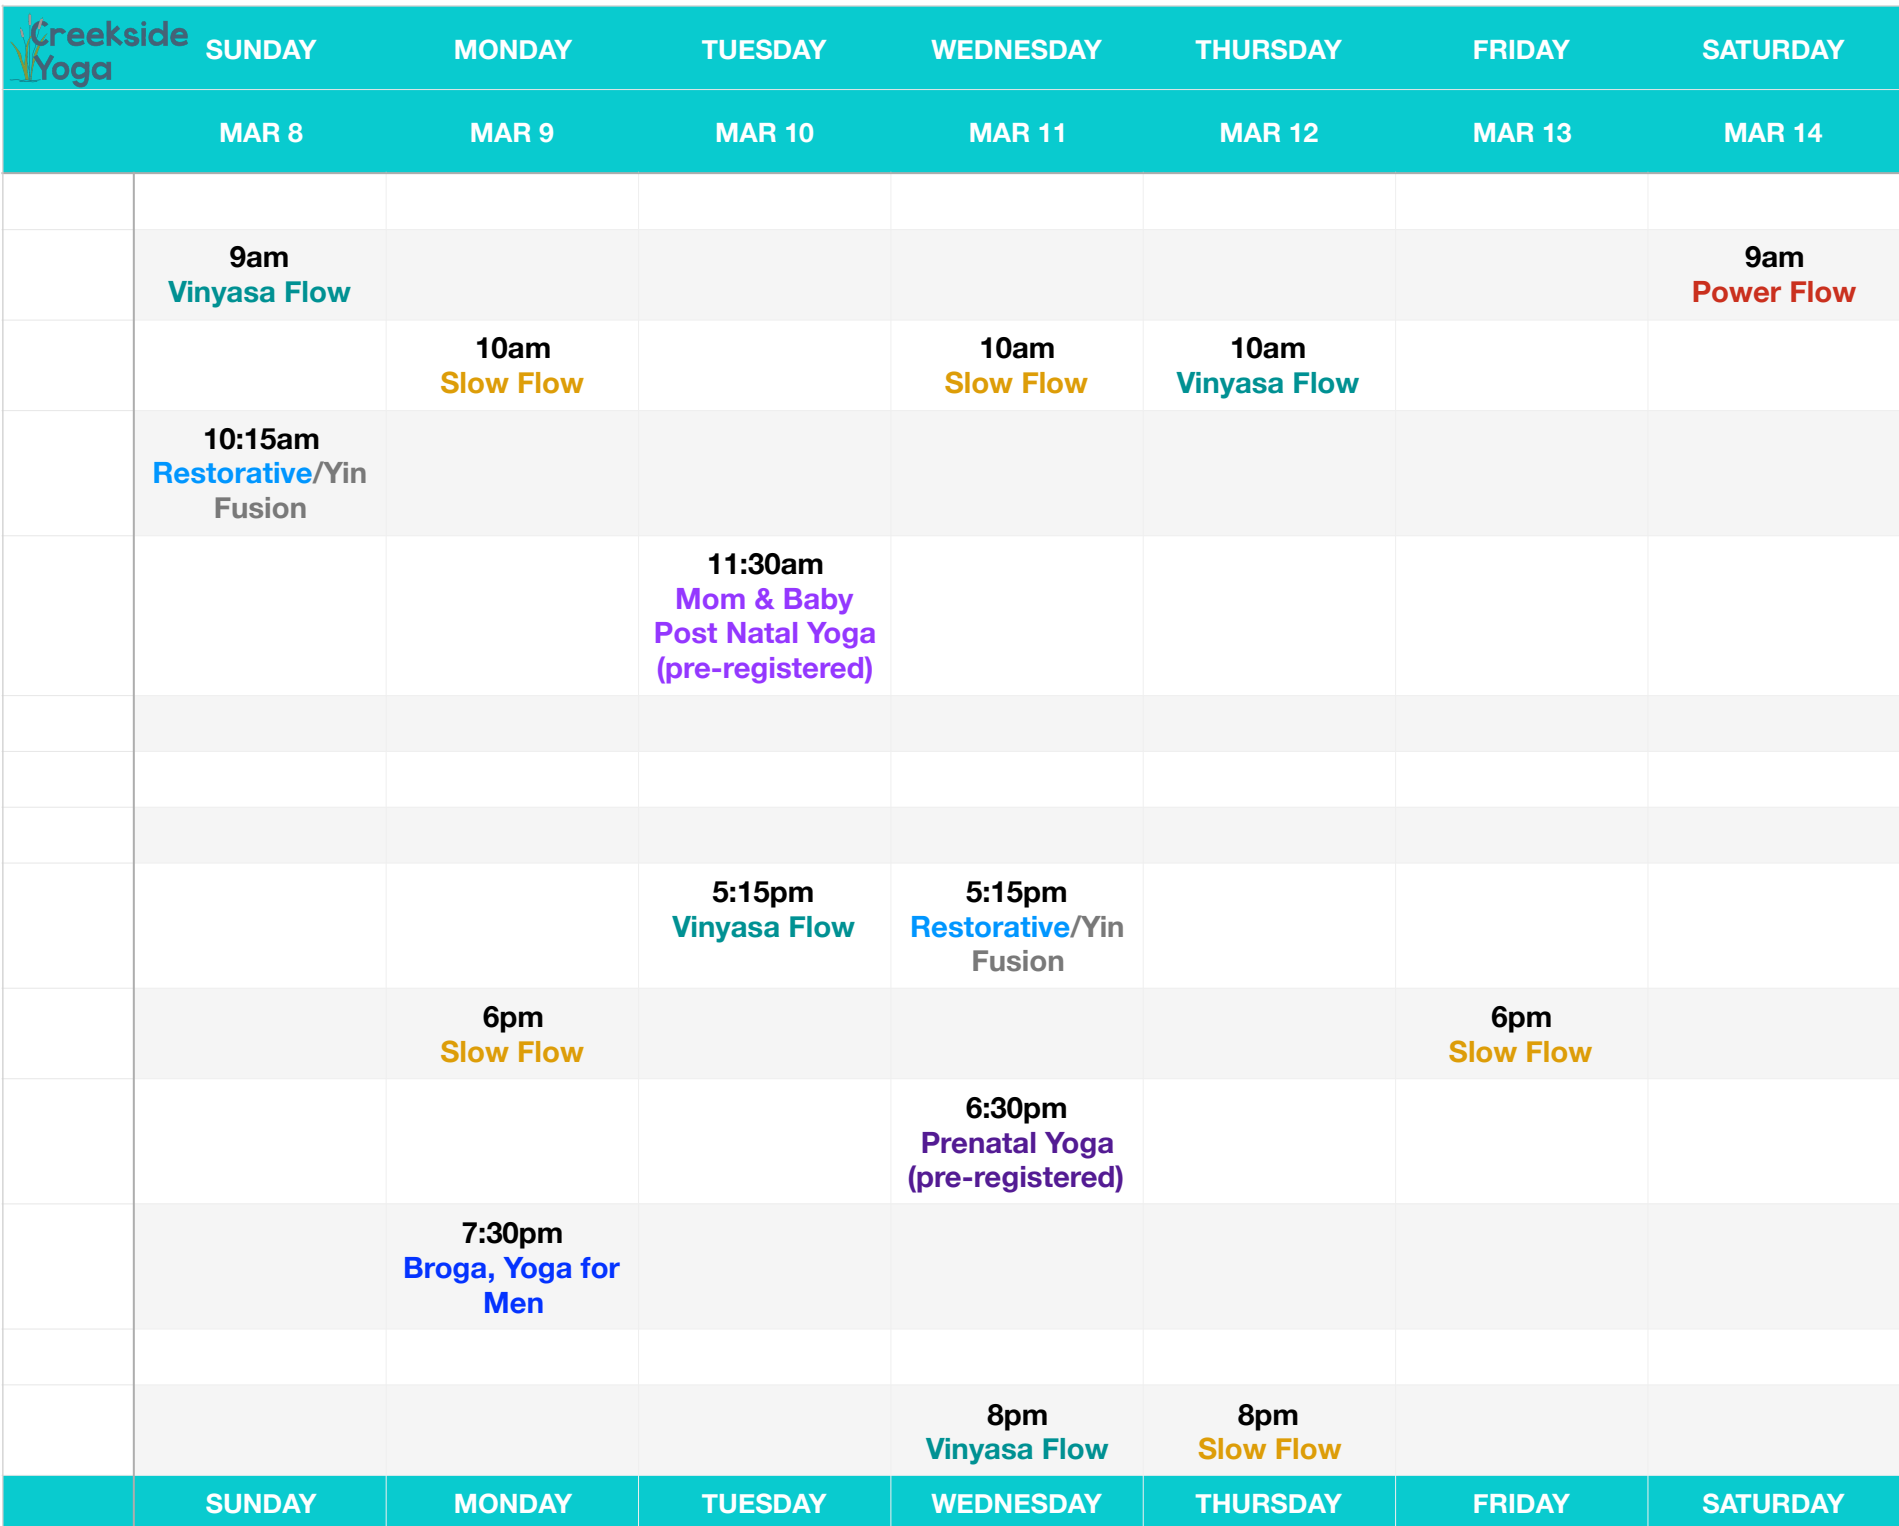 Creekside
Yoga
SUNDAY MONDAY TUESDAY WEDNESDAY THURSDAY FRIDAY SATURDAY
MAR 8 MAR 9 MAR 10 MAR 11 MAR 12 MAR 13 MAR 14
9am 9am
Vinyasa Flow Power Flow
10am 10am 10am
Slow Flow Slow Flow Vinyasa Flow
10:15am
Restorative/Yin
Fusion
11:30am
Mom & Baby
Post Natal Yoga
(pre-registered)
5:15pm 5:15pm
Vinyasa Flow Restorative/Yin
Fusion
6pm 6pm
Slow Flow Slow Flow
6:30pm
Prenatal Yoga
(pre-registered)
7:30pm
Broga, Yoga for
Men
8pm 8pm
Vinyasa Flow Slow Flow
SUNDAY MONDAY TUESDAY WEDNESDAY THURSDAY FRIDAY SATURDAY